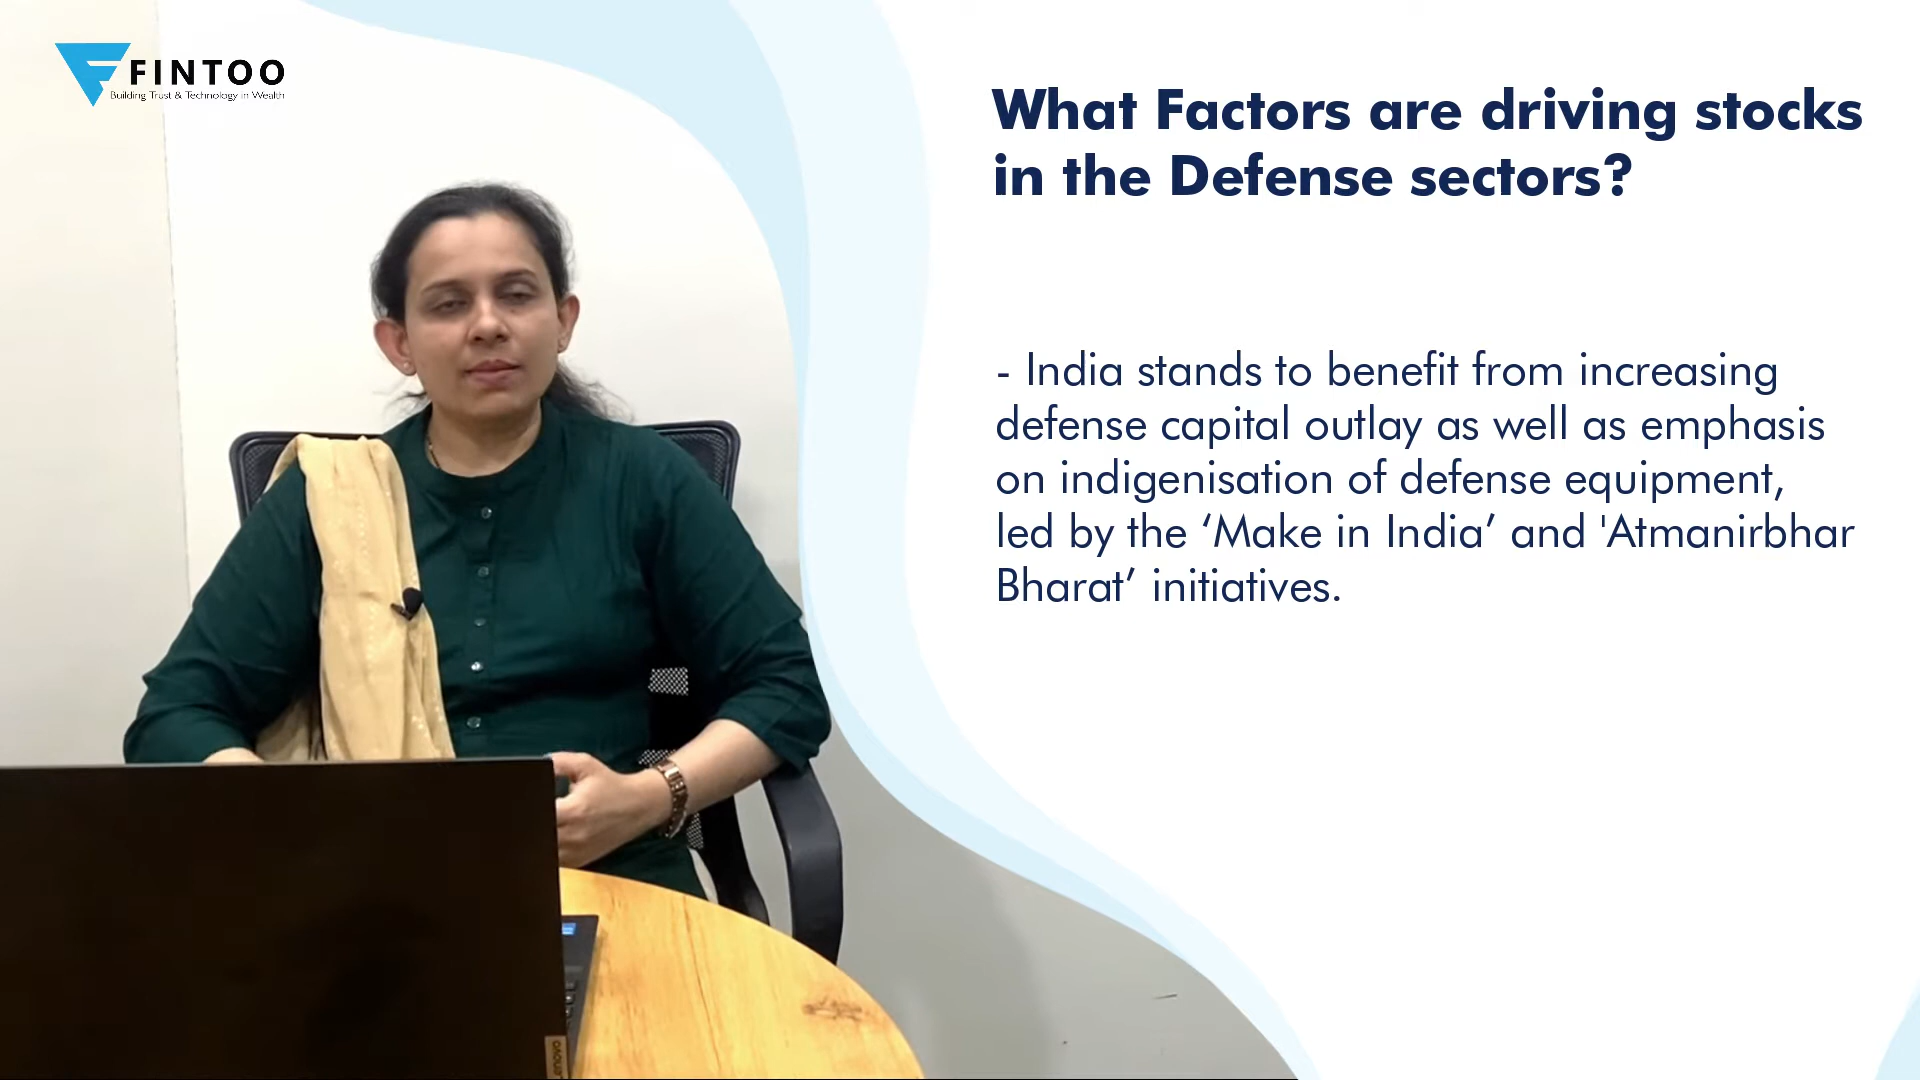 FINTOO
Building Trust & Technology in Wealth
What Factors are driving stocks
in the Defense sectors?
- India stands to benefit from increasing
defense capital outlay as well as emphasis
on indigenisation of defense equipment,
led by the ‘Make in India’ and 'Atmanirbhar
Bharat’ initiatives.
Lenovo